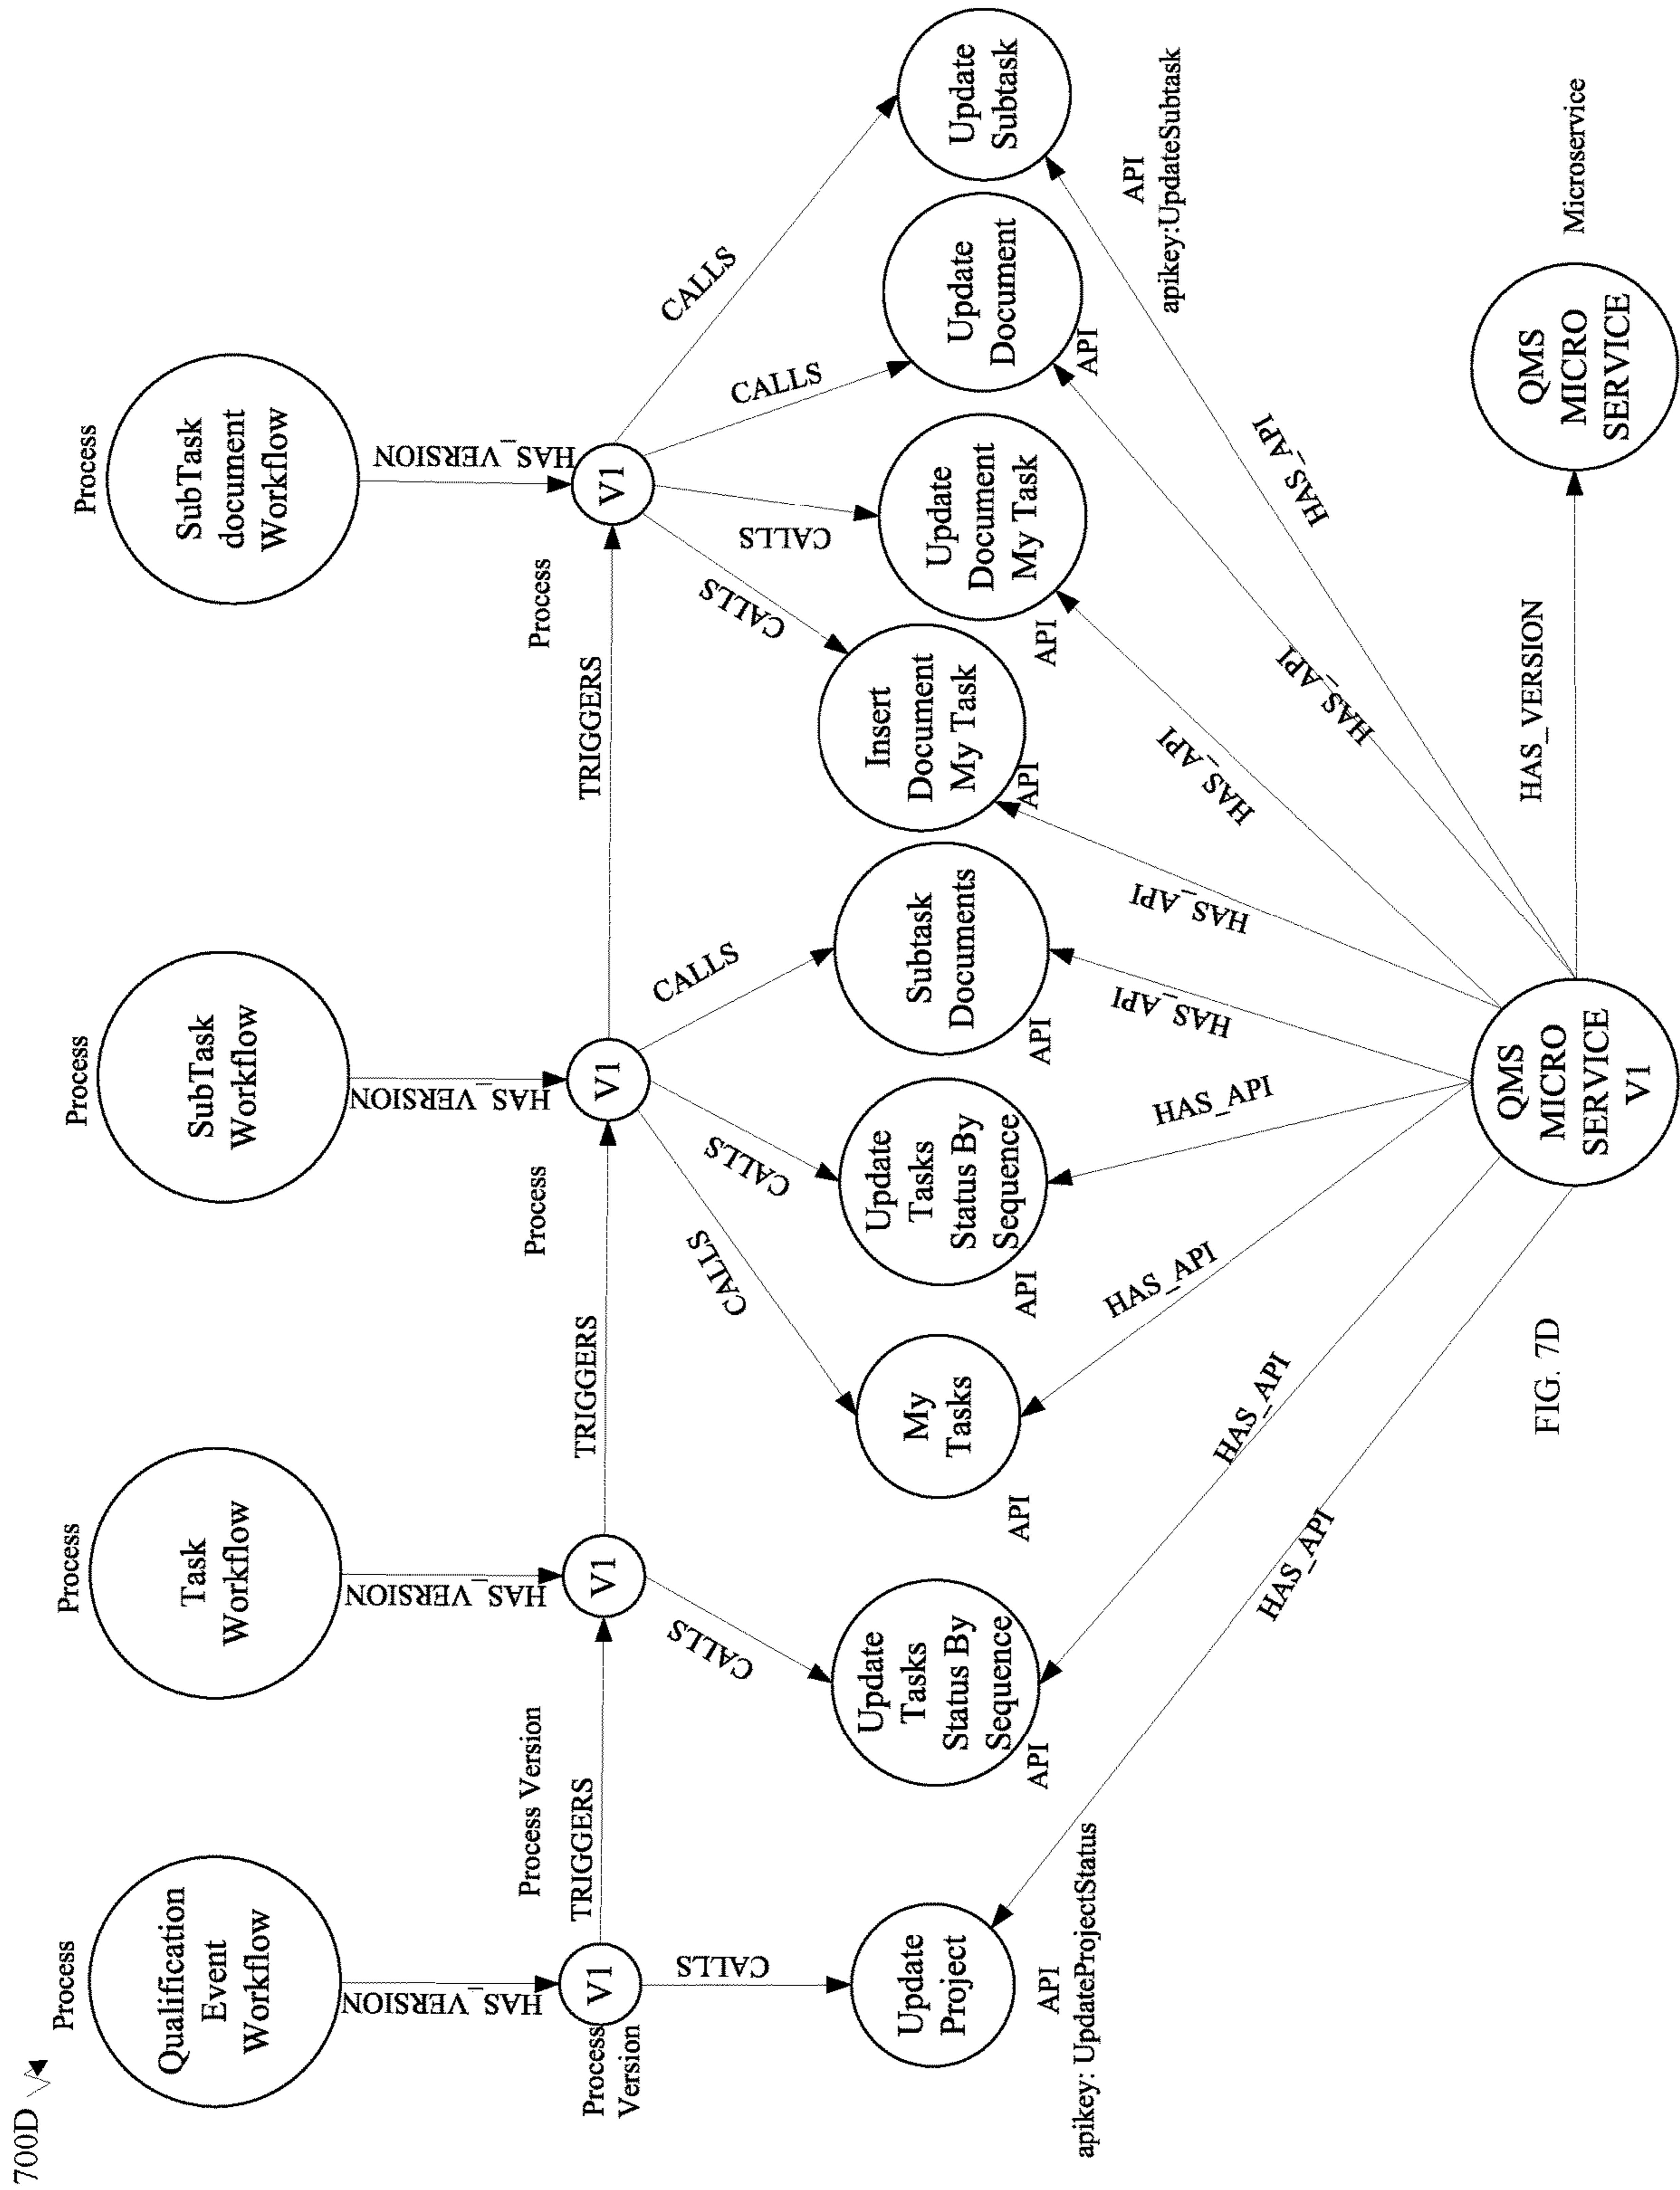 700D
Process
Qualification
Event
Workflow
Process
Task
Workflow
Process
SubTask
Workflow
Process
SubTask
document
Workflow
HAS_VERSION
HAS_VERSION
HAS_VERSION
HAS_VERSION
Process
Version
V1
TRIGGERS
Process Version
V1
TRIGGERS
Process
V1
TRIGGERS
Process
V1
CALLS
CALLS
CALLS
CALLS
CALLS
CALLS
CALLS
CALLS
CALLS
Update
Project
API
apikey: UpdateProjectStatus
Update
Tasks
Status By
Sequence
API
My
Tasks
API
Update
Tasks
Status By
Sequence
API
Subtask
Documents
API
Insert
Document
My Task
API
Update
Document
My Task
API
Update
Document
API
Update
Subtask
API
apikey:UpdateSubtask
HAS_API
HAS_API
HAS_API
HAS_API
HAS_API
HAS_API
HAS_API
HAS_API
HAS_API
QMS
MICRO
SERVICE
V1
HAS_VERSION
QMS
MICRO
SERVICE
Microservice
FIG. 7D